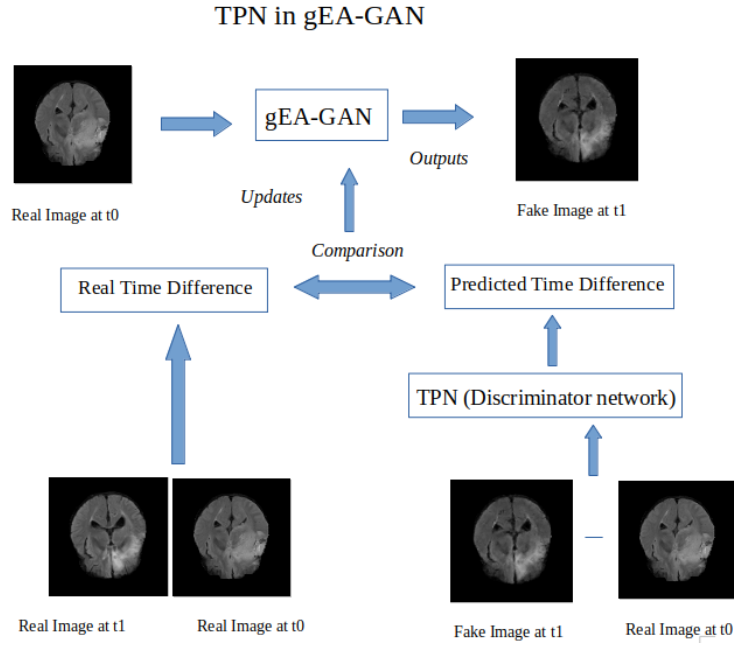 TPN in gEA-GAN
gEA-GAN
Outputs
Real Image at t0
Updates
Fake Image at t1
Comparison
Real Time Difference
Predicted Time Difference
TPN (Discriminator network)
Real Image at t1
Real Image at t0
Fake Image at t1
Real Image at t0